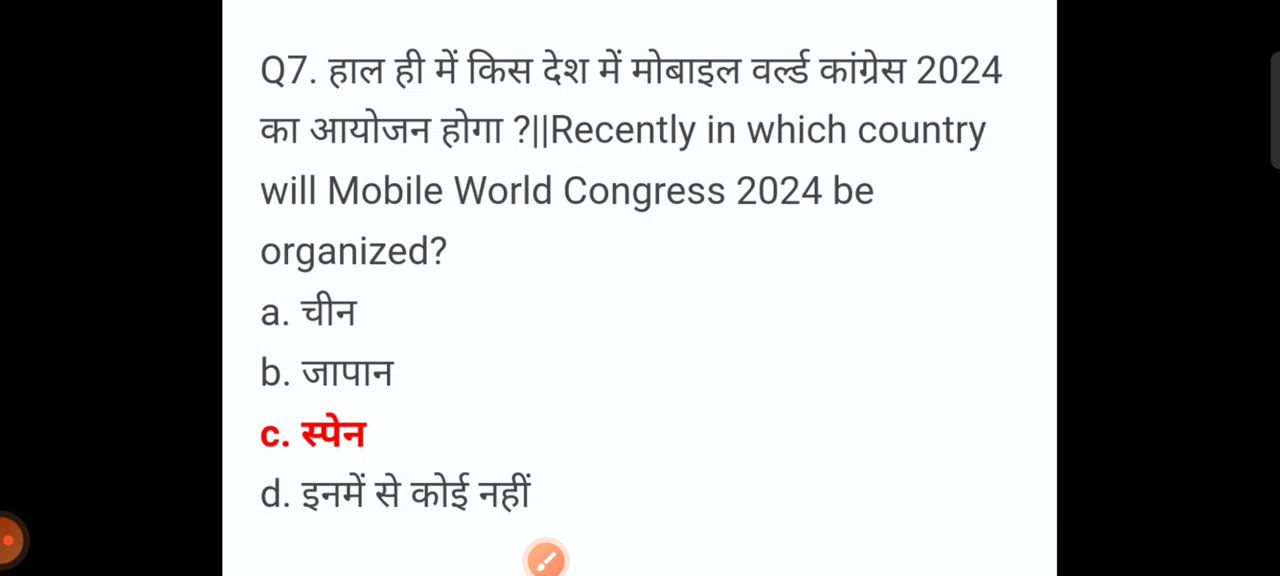 Q7. हाल ही में किस देश में मोबाइल वर्ल्ड कांग्रेस 2024
का आयोजन होगा ?||Recently in which country
will Mobile World Congress 2024 be
organized?
a. चीन
b. जापान
c. स्पेन
d. इनमें से कोई नहीं